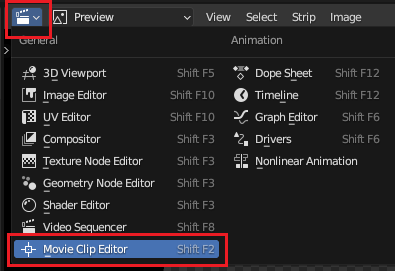 Preview View Select Strip Image
General
3D Viewport Shift F5
Image Editor Shift F10
UV Editor Shift F10
Compositor Shift F3
Texture Node Editor Shift F3
Geometry Node Editor Shift F3
Shader Editor Shift F3
Video Sequencer Shift F8
Movie Clip Editor Shift F2
Animation
Dope Sheet Shift F12
Timeline Shift F12
Graph Editor Shift F6
Drivers Shift F6
Nonlinear Animation